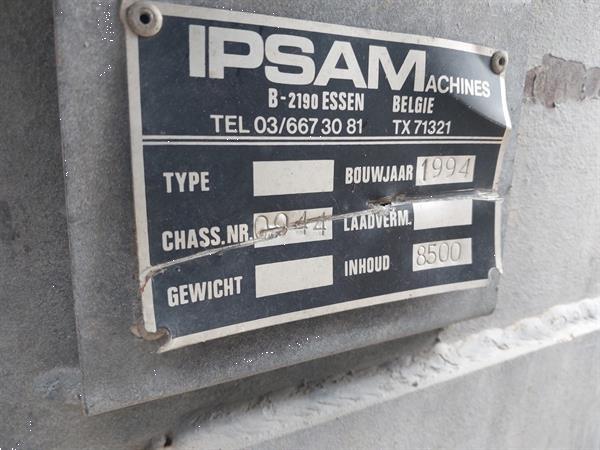 IPSAMACHINES
B-2190 ESSEN BELGIE
TEL 03/667 30 81 TX 71321
TYPE BOUWJAAR 1994
CHASS.NR. 0944 LAADVERM.
GEWICHT INHOUD 8500